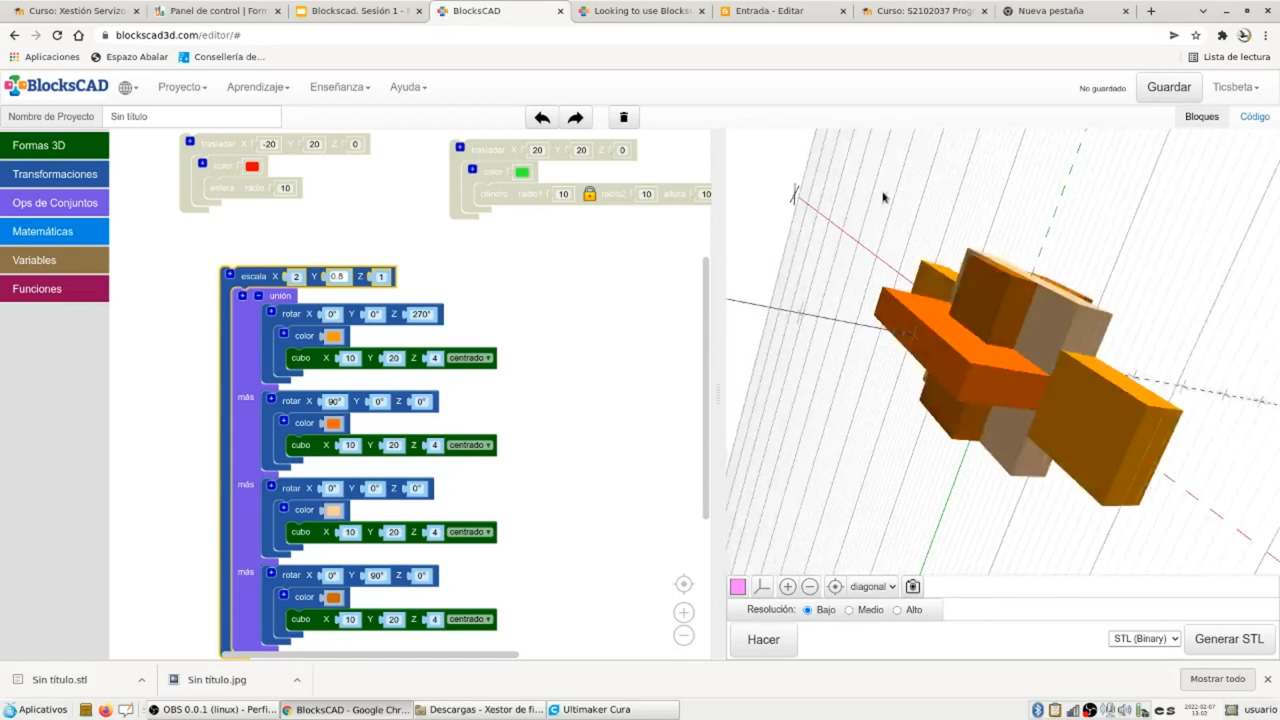 Curso: Xestión Servizo
Panel de control | Form
Blockscad, Sesión 1 -
BlocksCAD
Looking to use BlocksC
Entrada - Editar
Curso: S2102037 Prog
Nueva pestaña
blockscad3d.com/editor/#
Aplicaciones
Espazo Abalar
Consellería de...
Lista de lectura
BlocksCAD
Proyecto
Aprendizaje
Enseñanza
Ayuda
No guardado
Guardar
Ticsbeta
Nombre de Proyecto
Sin título
Bloques
Código
Formas 3D
Transformaciones
Ops de Conjuntos
Matemáticas
Variables
Funciones
trasladar X -20 Y 20 Z 0
color
esfera radio 10
trasladar X 20 Y 20 Z 0
color
cilindro radio1 10 radio2 10 altura 10
escala X 2 Y 0.8 Z 1
unión
rotar X 0° Y 0° Z 270°
color
cubo X 10 Y 20 Z 4 centrado
más
rotar X 90° Y 0° Z 0°
color
cubo X 10 Y 20 Z 4 centrado
más
rotar X 0° Y 0° Z 0°
color
cubo X 10 Y 20 Z 4 centrado
más
rotar X 0° Y 90° Z 0°
color
cubo X 10 Y 20 Z 4 centrado
diagonal
Resolución: Bajo Medio Alto
Hacer
STL (Binary)
Generar STL
Sin título.stl
Sin título.jpg
Mostrar todo
Aplicativos
OBS 0.0.1 (linux) - Perfi...
BlocksCAD - Google Chr...
Descargas - Xestor de fi...
Ultimaker Cura
es
2022-02-07
13:02
usuario